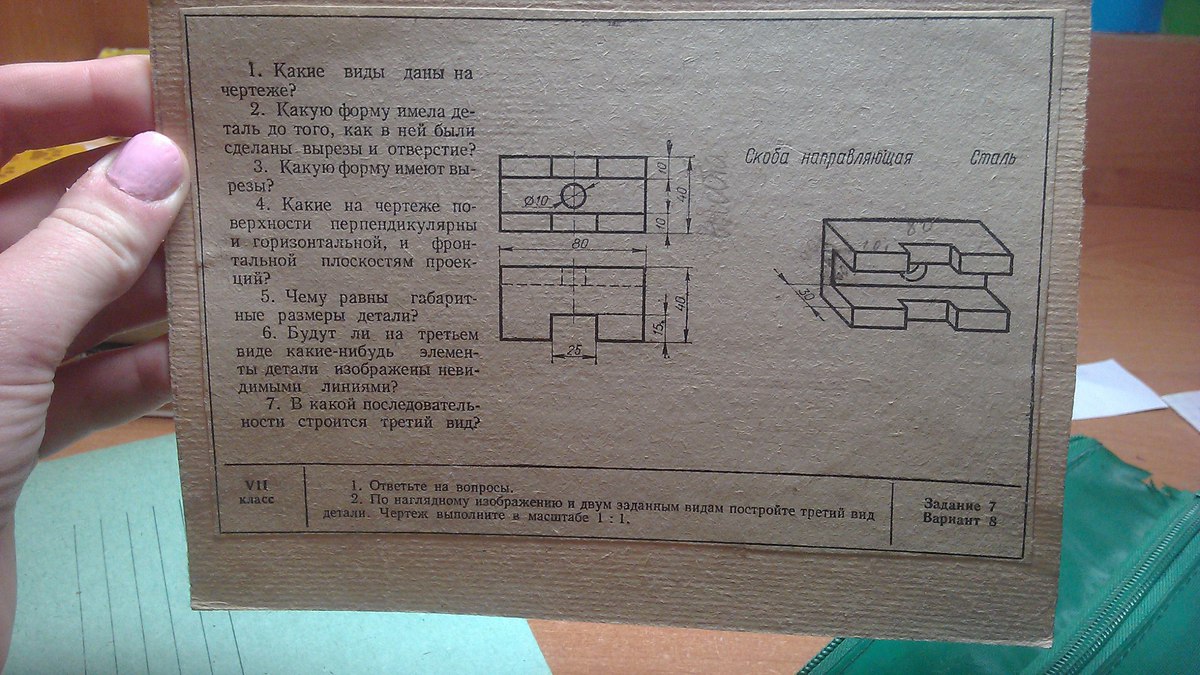 1. Какие виды даны на
чертеже?
2. Какую форму имела де-
таль до того, как в ней были
сделаны вырезы и отверстие?
3. Какую форму имеют вы-
резы?
4. Какие на чертеже по-
верхности перпендикулярны
и горизонтальной, и фрон-
тальной плоскостям проек-
ций?
5. Чему равны габарит-
ные размеры детали?
6. Будут ли на третьем
виде какие-нибудь элемен-
ты детали изображены неви-
димыми линиями?
7. В какой последователь-
ности строится третий вид?
Ø10
10
40
10
80
40
15
25
Скоба направляющая
Сталь
30
VII
класс
1. Ответьте на вопросы.
2. По наглядному изображению и двум заданным видам постройте третий вид
детали. Чертеж выполните в масштабе 1 : 1.
Задание 7
Вариант 8